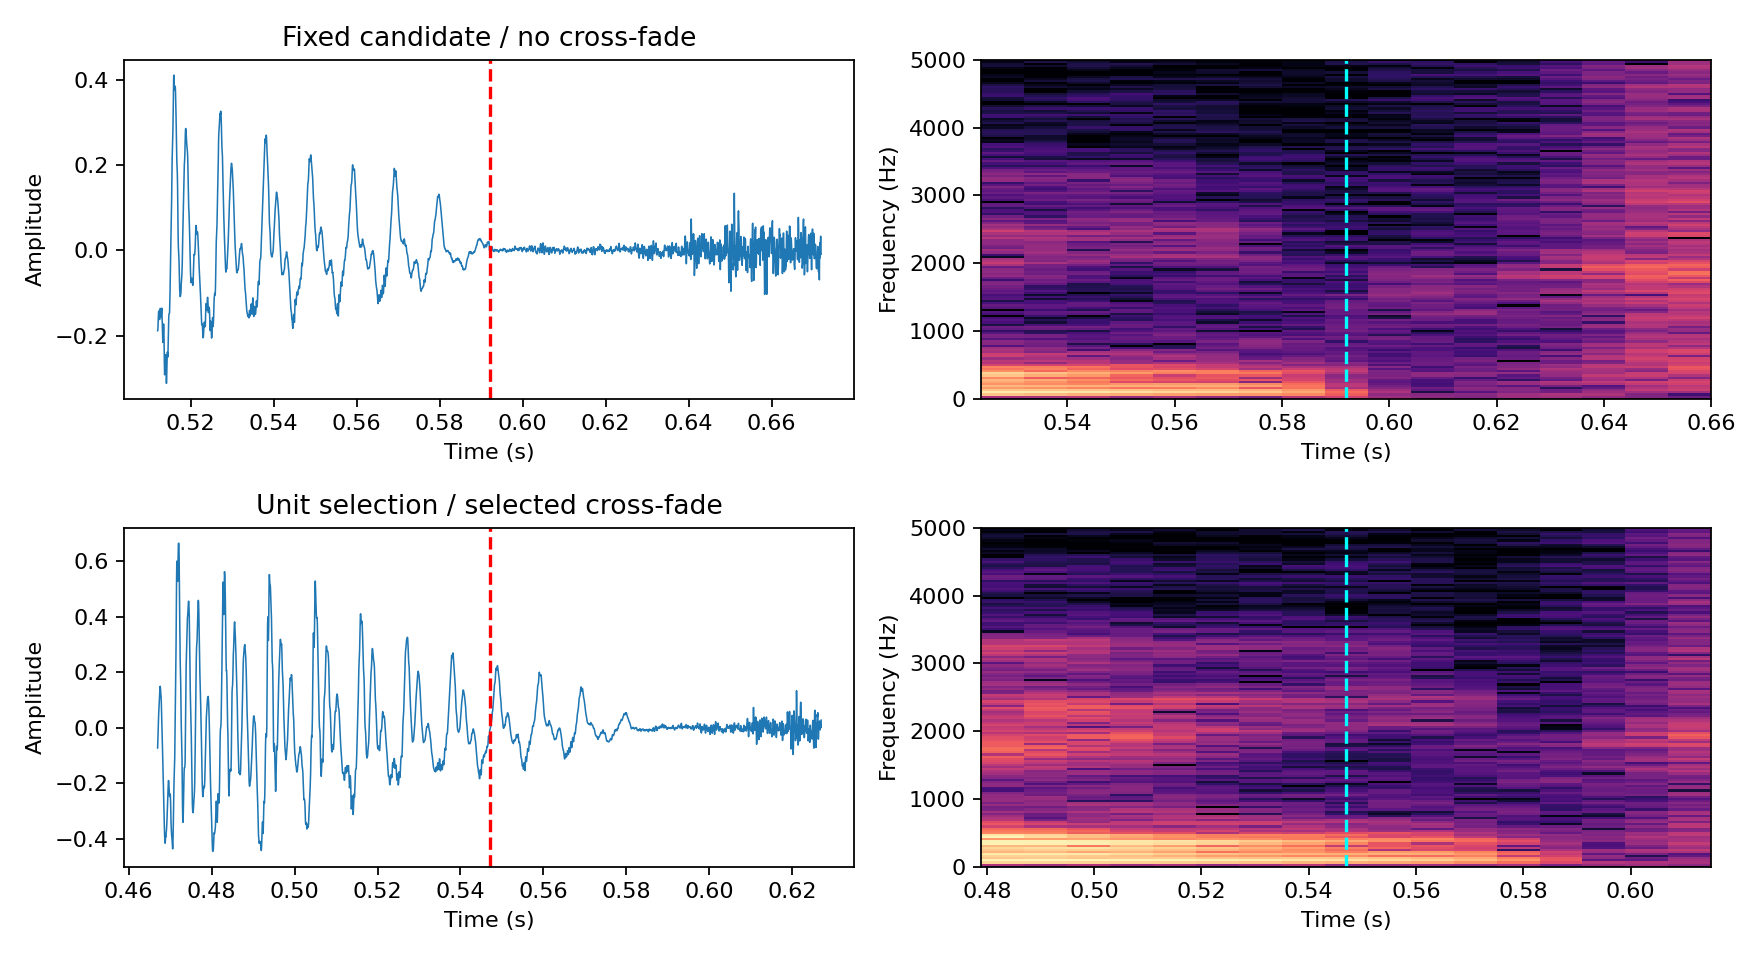 Fixed candidate / no cross-fade
0.4
0.2
0.0
−0.2
Amplitude
0.52 0.54 0.56 0.58 0.60 0.62 0.64 0.66
Time (s)
5000
4000
3000
2000
1000
0
Frequency (Hz)
0.54 0.56 0.58 0.60 0.62 0.64 0.66
Time (s)
Unit selection / selected cross-fade
0.6
0.4
0.2
0.0
−0.2
−0.4
Amplitude
0.46 0.48 0.50 0.52 0.54 0.56 0.58 0.60 0.62
Time (s)
5000
4000
3000
2000
1000
0
Frequency (Hz)
0.48 0.50 0.52 0.54 0.56 0.58 0.60
Time (s)